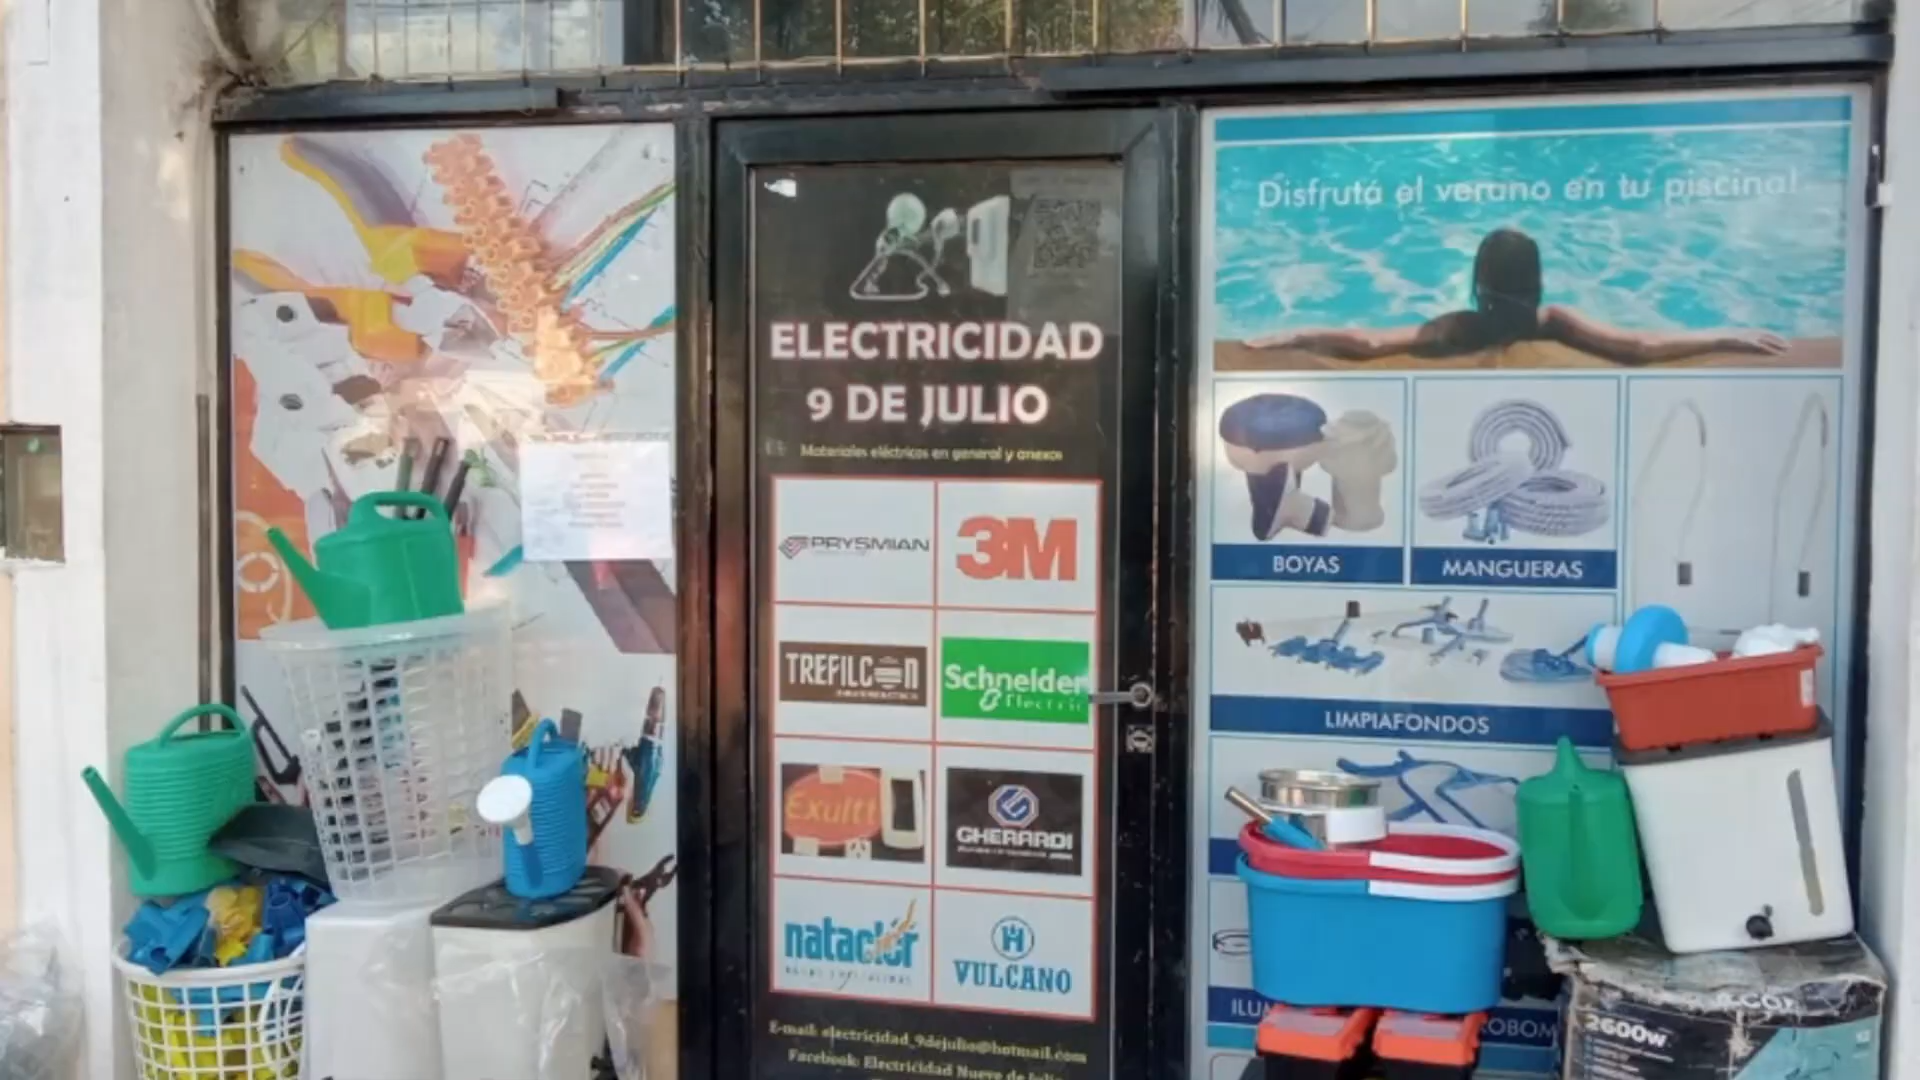 Disfrutá el verano en tu piscina!
ELECTRICIDAD
9 DE JULIO
Materiales eléctricos en general y anexos
PRYSMIAN
3M
TREFILCON
Schneider
Electric
Exultt
GHERARDI
nataclor
VULCANO
E-mail: electricidad_9dejulio@hotmail.com
Facebook: Electricidad Nueve de Julio
BOYAS
MANGUERAS
LIMPIAFONDOS
2600w